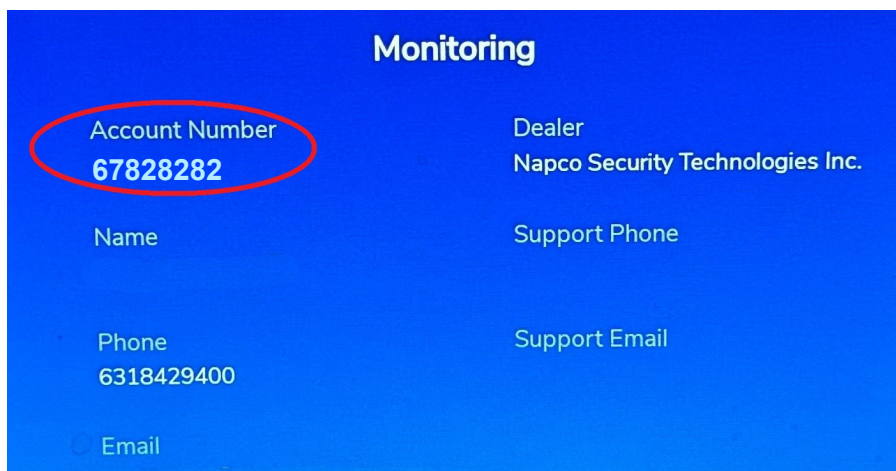 Monitoring
Account Number
67828282
Name
Phone
6318429400
Email
Dealer
Napco Security Technologies Inc.
Support Phone
Support Email